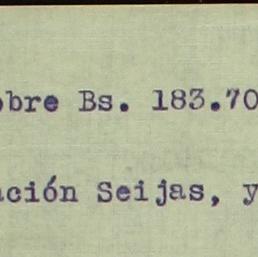 obre Bs. 183.70
ación Seijas, y